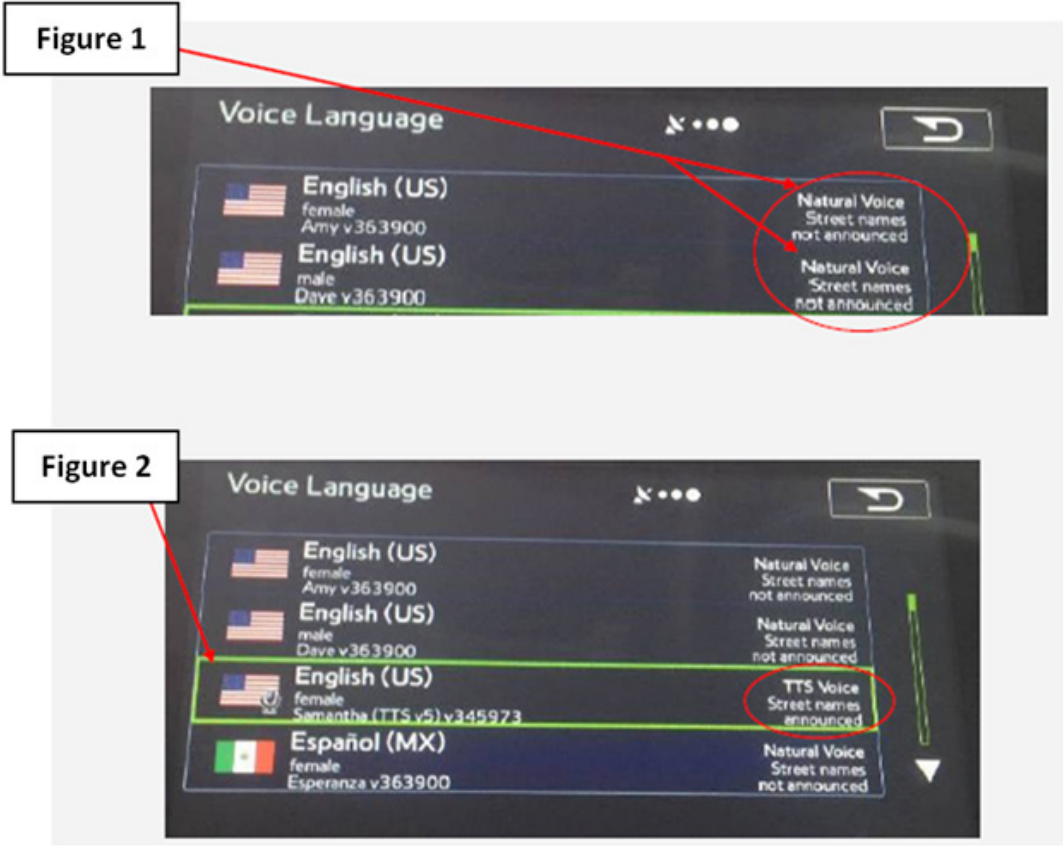 Figure 1
Voice Language
English (US)
female
Amy v363900
Natural Voice
Street names
not announced
English (US)
male
Dave v363900
Natural Voice
Street names
not announced
Figure 2
Voice Language
English (US)
female
Amy v363900
Natural Voice
Street names
not announced
English (US)
male
Dave v363900
Natural Voice
Street names
not announced
English (US)
female
Samantha (TTS v5) v345973
TTS Voice
Street names
announced
Español (MX)
female
Esperanza v363900
Natural Voice
Street names
not announced